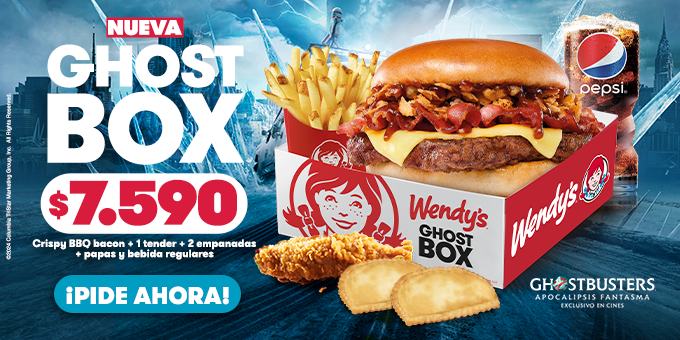 NUEVA
GHOST
BOX
$7.590
Crispy BBQ bacon + 1 tender + 2 empanadas
+ papas y bebida regulares
¡PIDE AHORA!
©2024 Columbia TriStar Marketing Group, Inc. All Rights Reserved.
pepsi
Wendy's
GHOST
BOX
Wendy's
GHOSTBUSTERS
APOCALIPSIS FANTASMA
EXCLUSIVO EN CINES